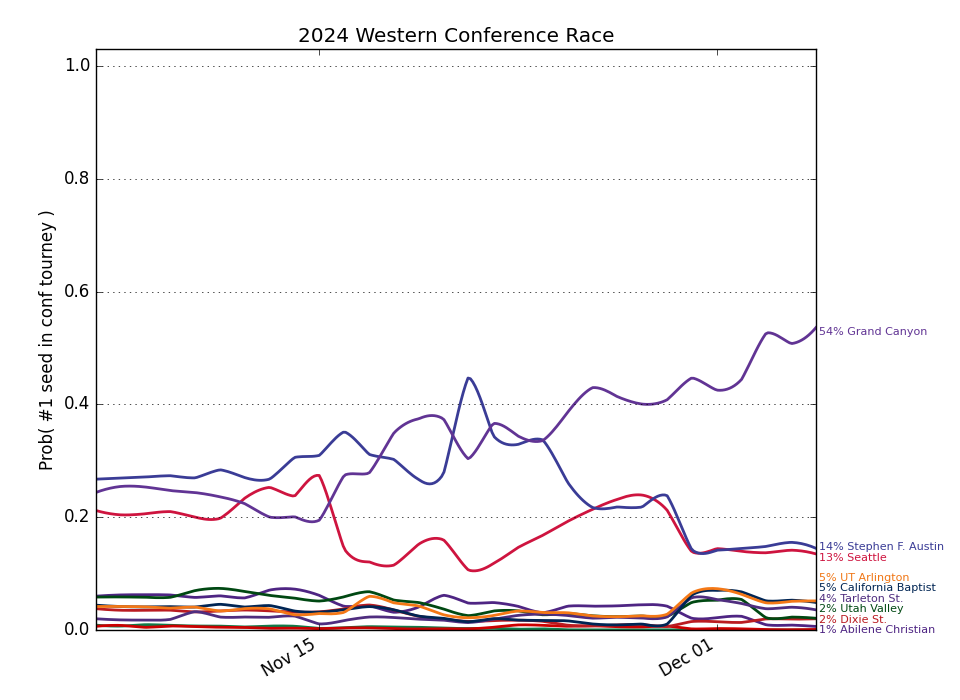 2024 Western Conference Race
Prob( #1 seed in conf tourney )
1.0
0.8
0.6
0.4
0.2
0.0
Nov 15
Dec 01
54% Grand Canyon
14% Stephen F. Austin
13% Seattle
5% UT Arlington
5% California Baptist
4% Tarleton St.
2% Utah Valley
2% Dixie St.
1% Abilene Christian